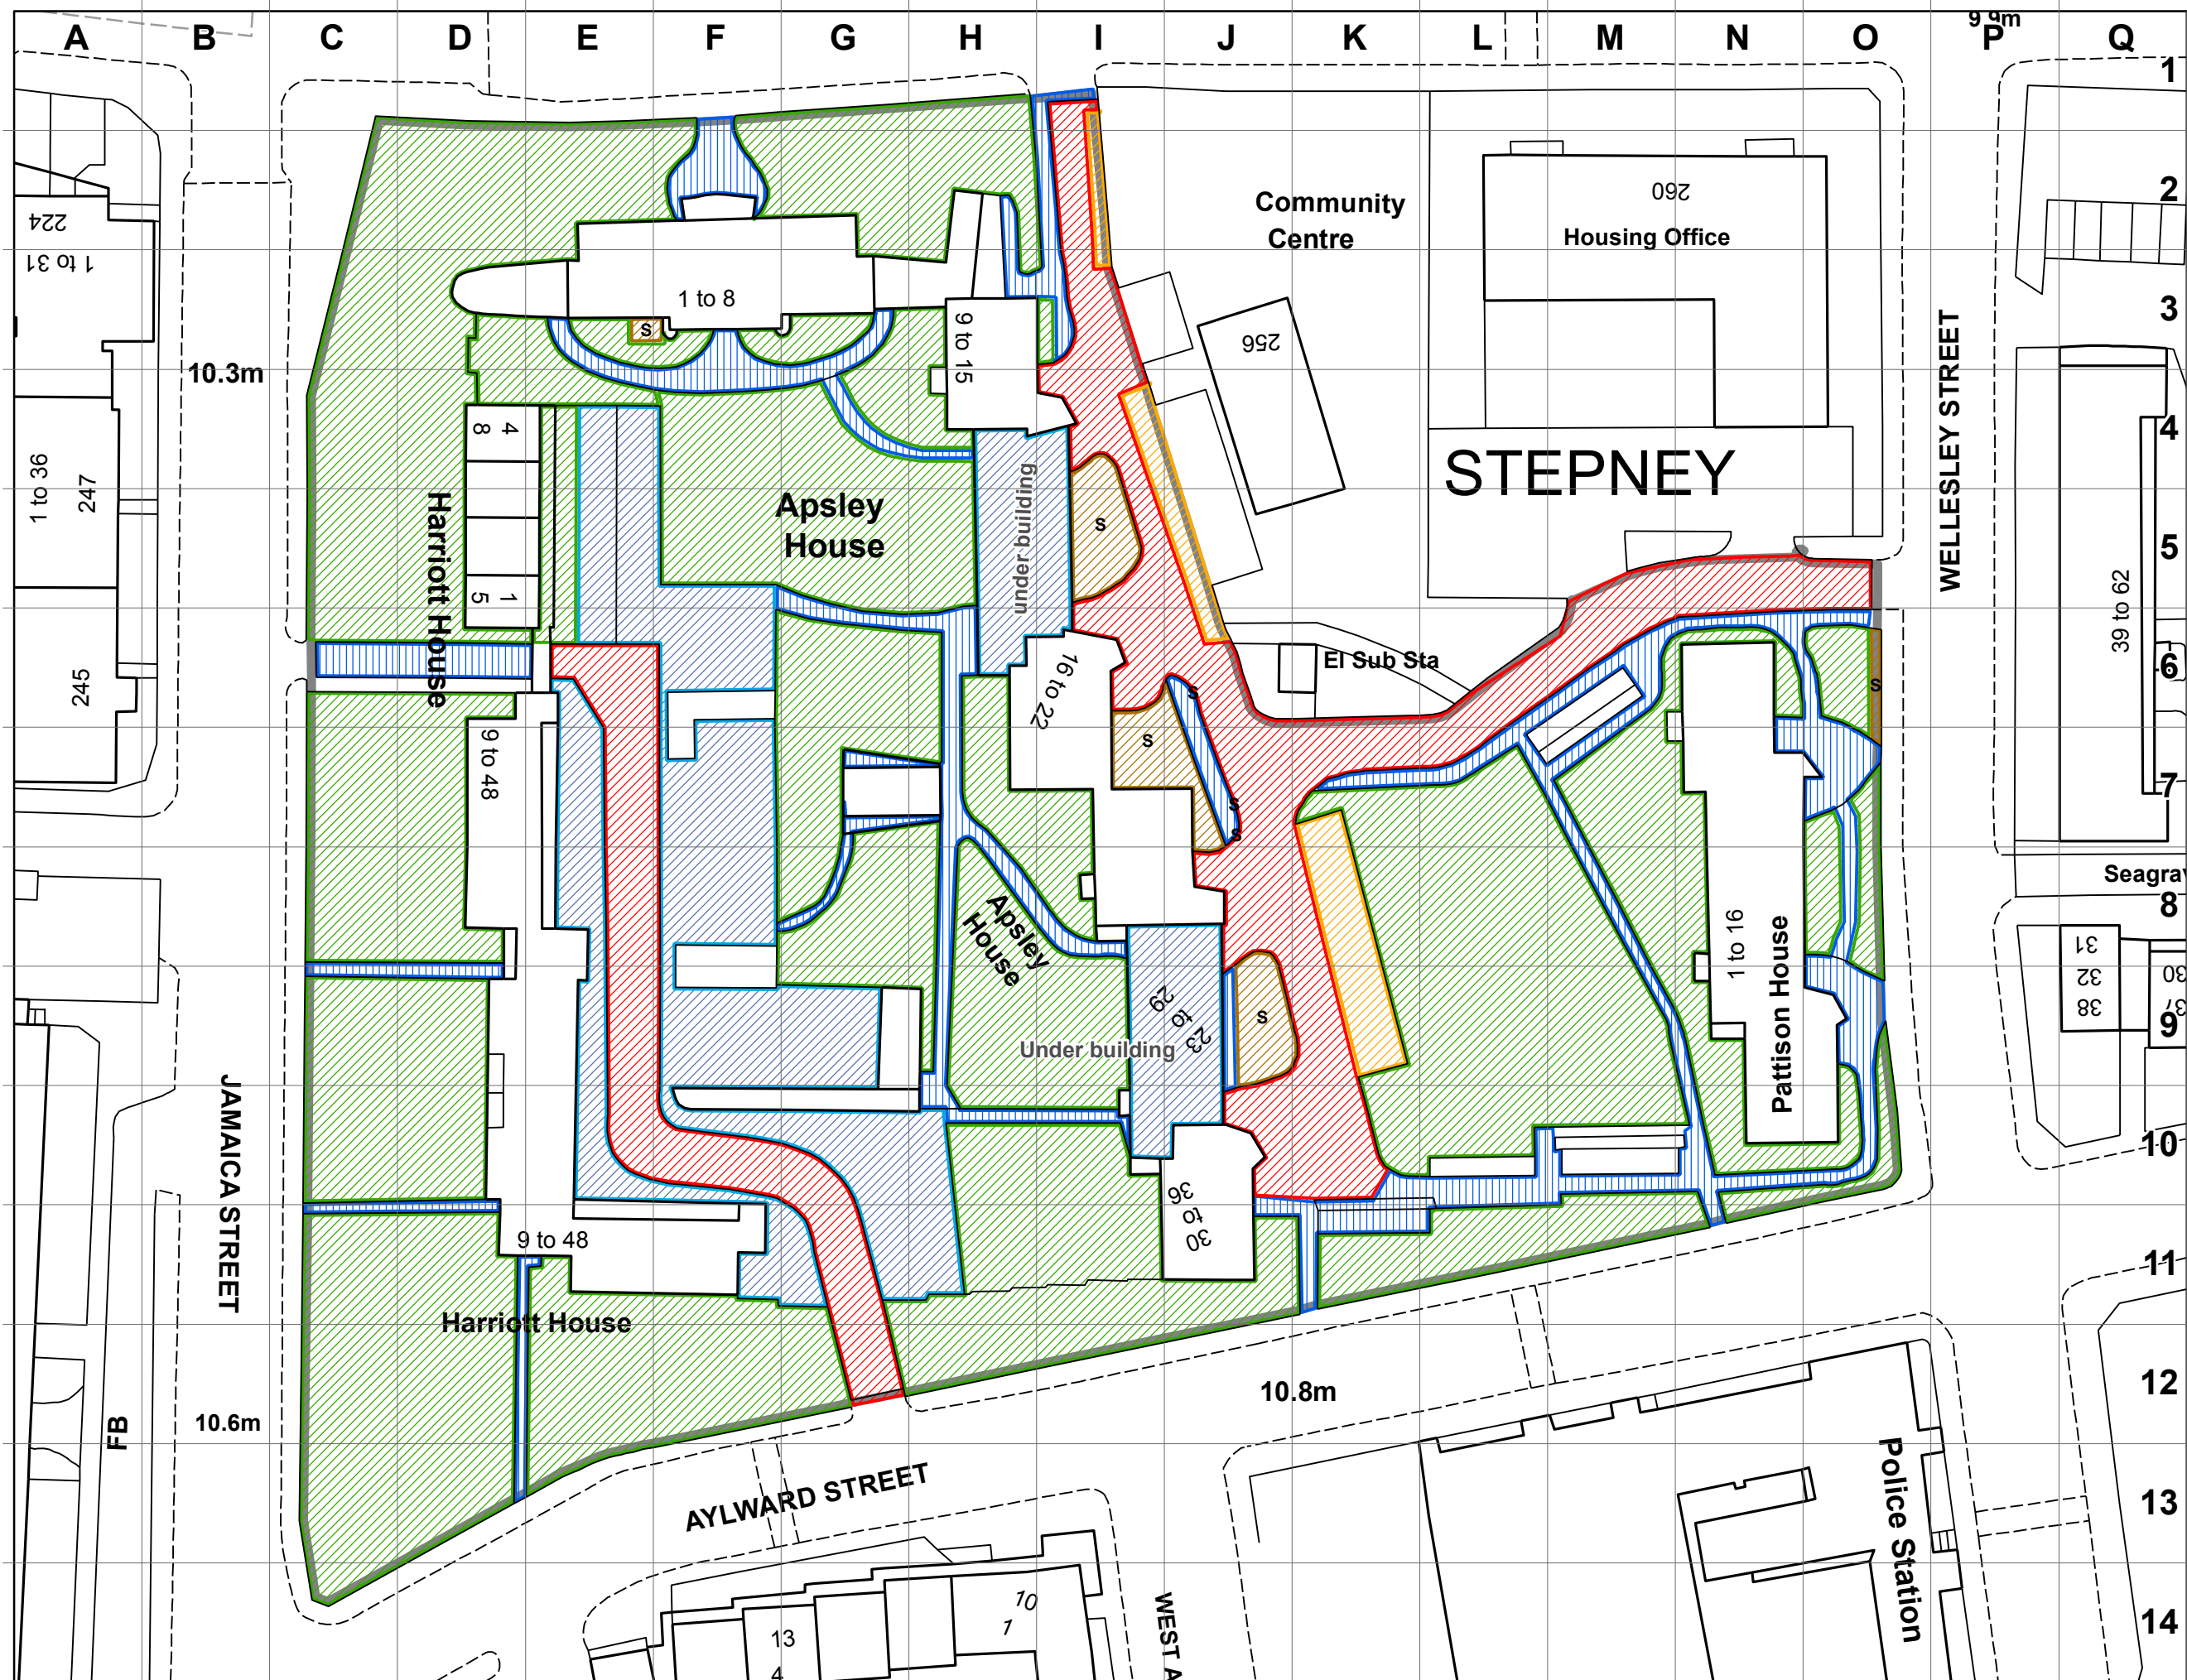 A B C D E F G H I J K L M N O P Q
9.9m
1
2
3
4
5
6
7
8
9
10
11
12
13
14
224
1 to 31
10.3m
1 to 36
247
245
JAMAICA STREET
FB
10.6m
1 to 8
s
9 to 15
4
8
1
5
Harriott House
Apsley
House
under building
s
Community
Centre
256
260
Housing Office
STEPNEY
WELLESLEY STREET
39 to 62
El Sub Sta
16 to 22
s
s
s
s
s
9 to 48
Apsley
House
23
to
29
Under building
s
1 to 16
Pattison House
Seagrav
31
32
38
30
37
36
to
30
9 to 48
Harriott House
10.8m
AYLWARD STREET
Police Station
WEST A
10
1
13
4